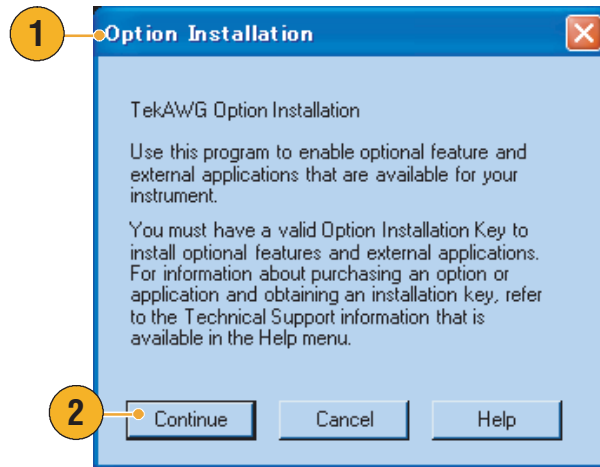 1
Option Installation
TekAWG Option Installation
Use this program to enable optional feature and
external applications that are available for your
instrument.
You must have a valid Option Installation Key to
install optional features and external applications.
For information about purchasing an option or
application and obtaining an installation key, refer
to the Technical Support information that is
available in the Help menu.
2
Continue Cancel Help